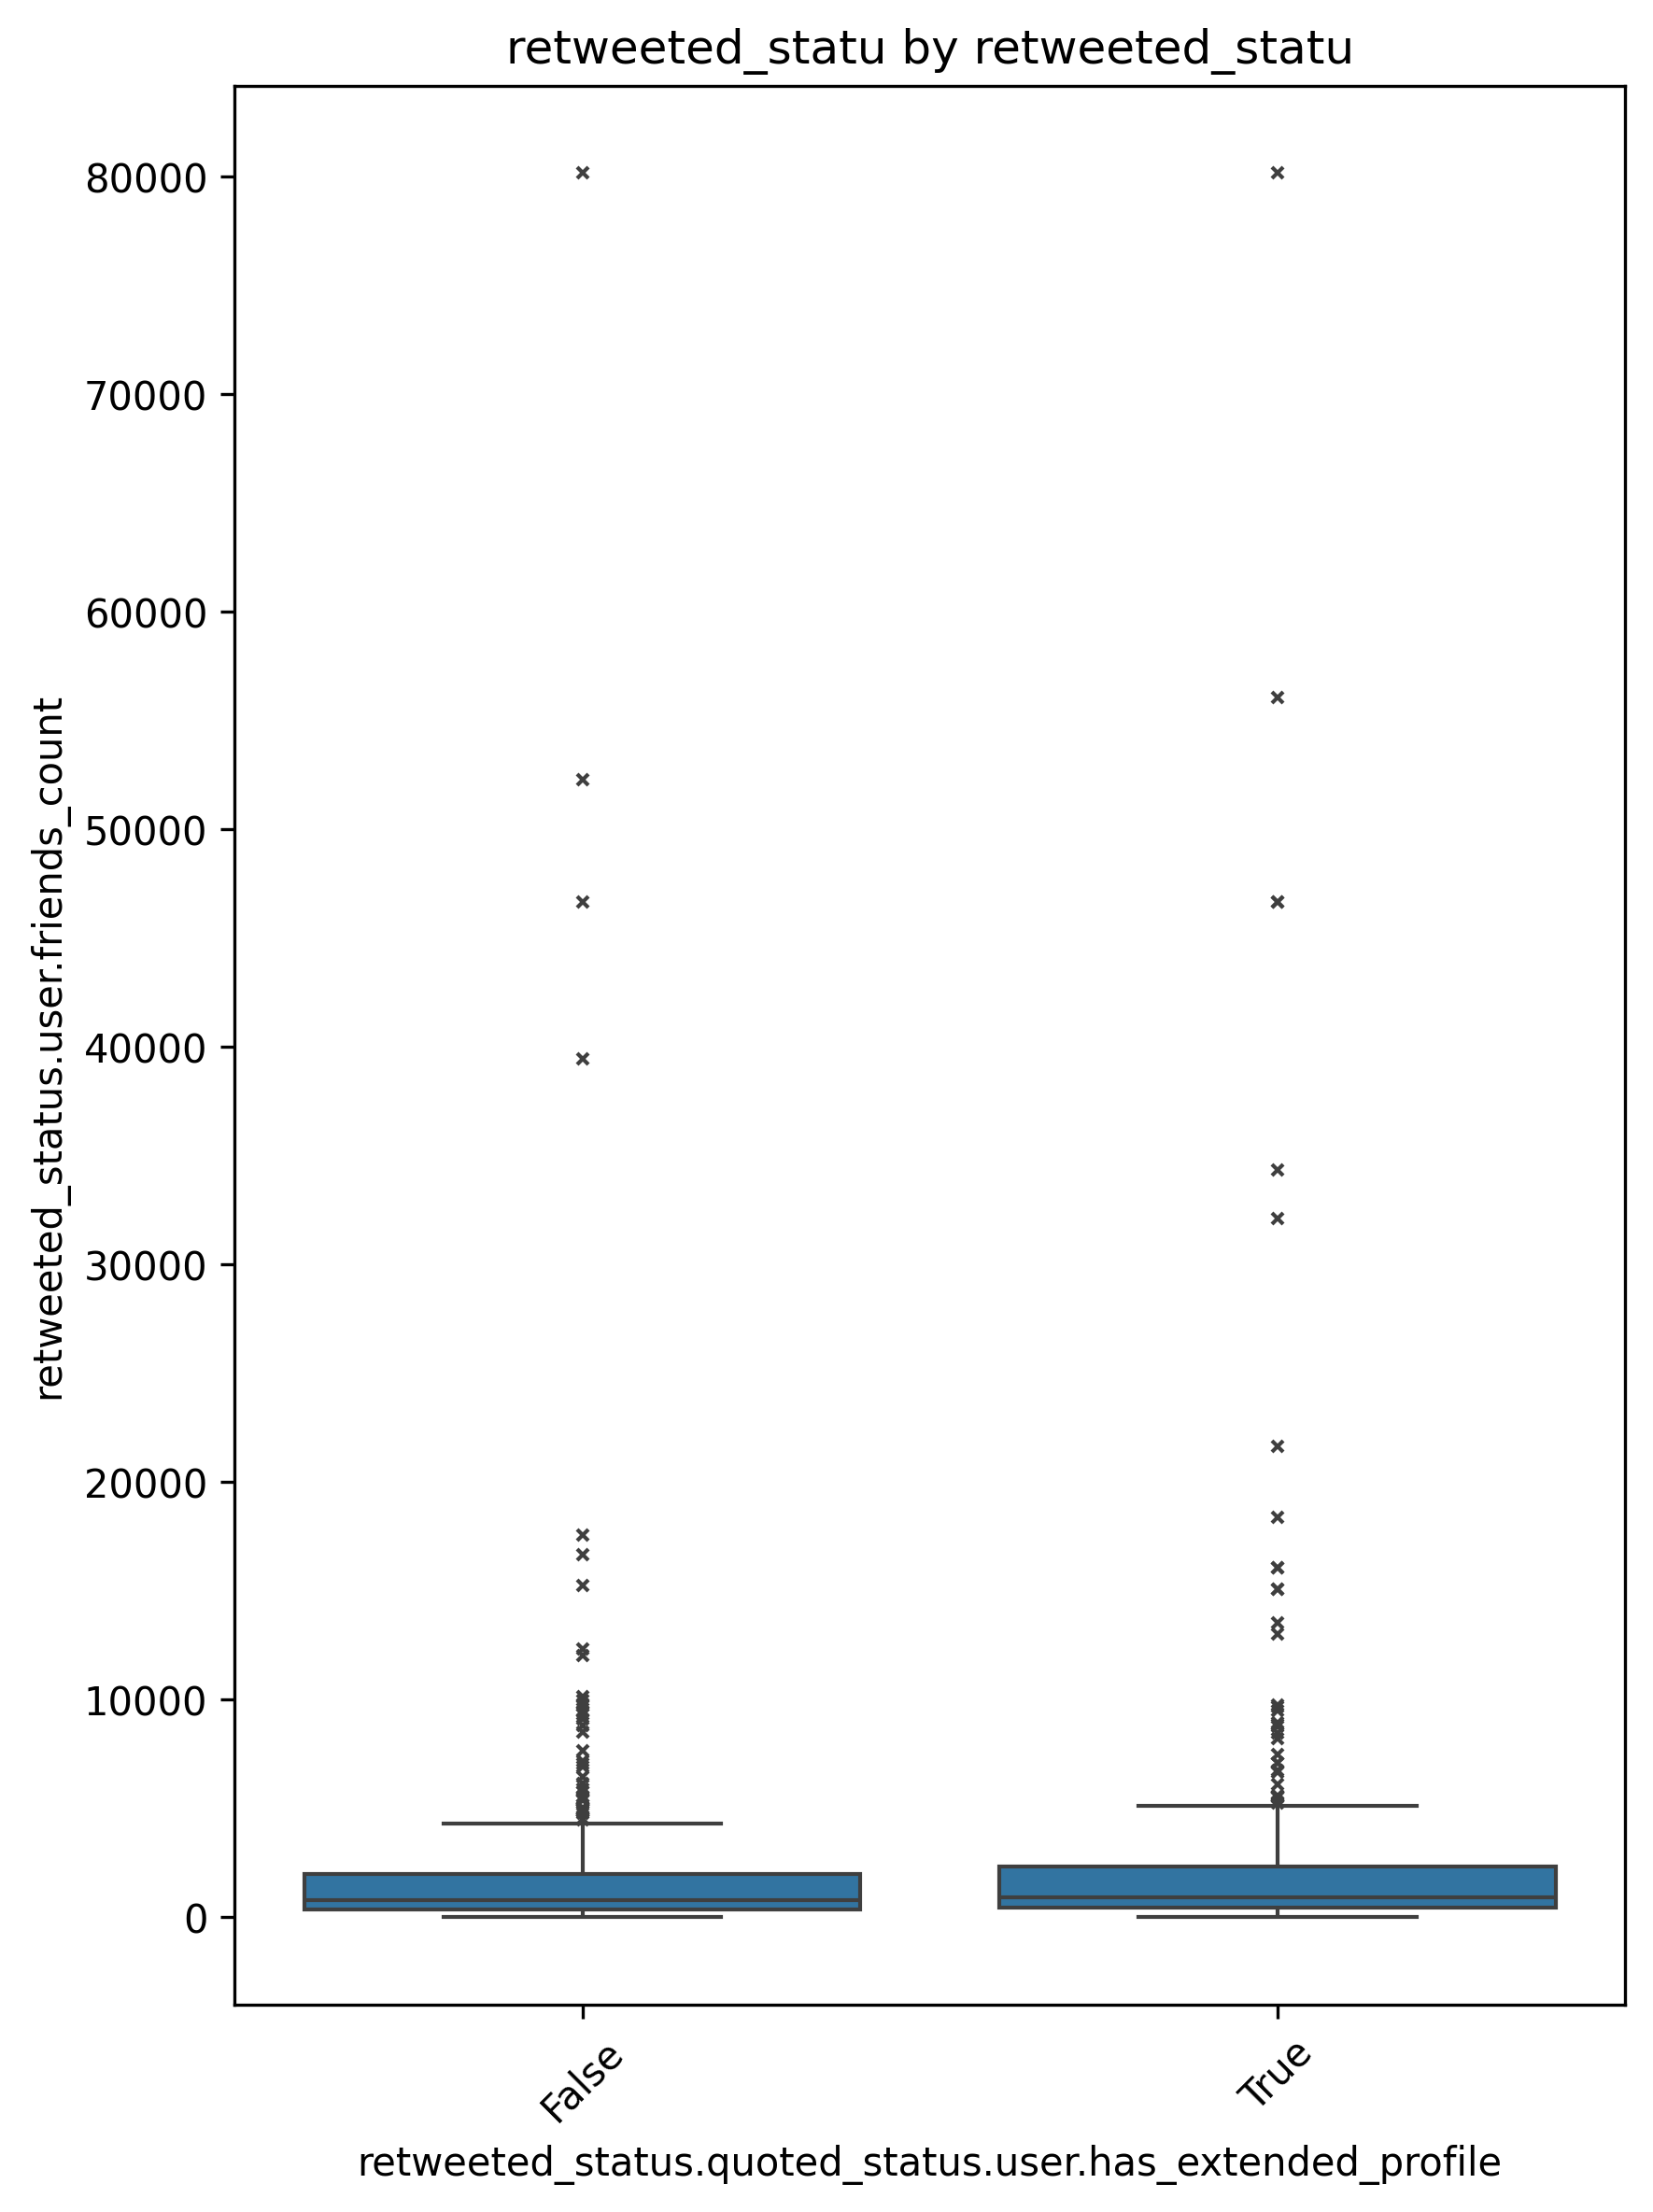 retweeted_statu by retweeted_statu
80000
70000
60000
50000
40000
30000
20000
10000
0
retweeted_status.user.friends_count
False
True
retweeted_status.quoted_status.user.has_extended_profile